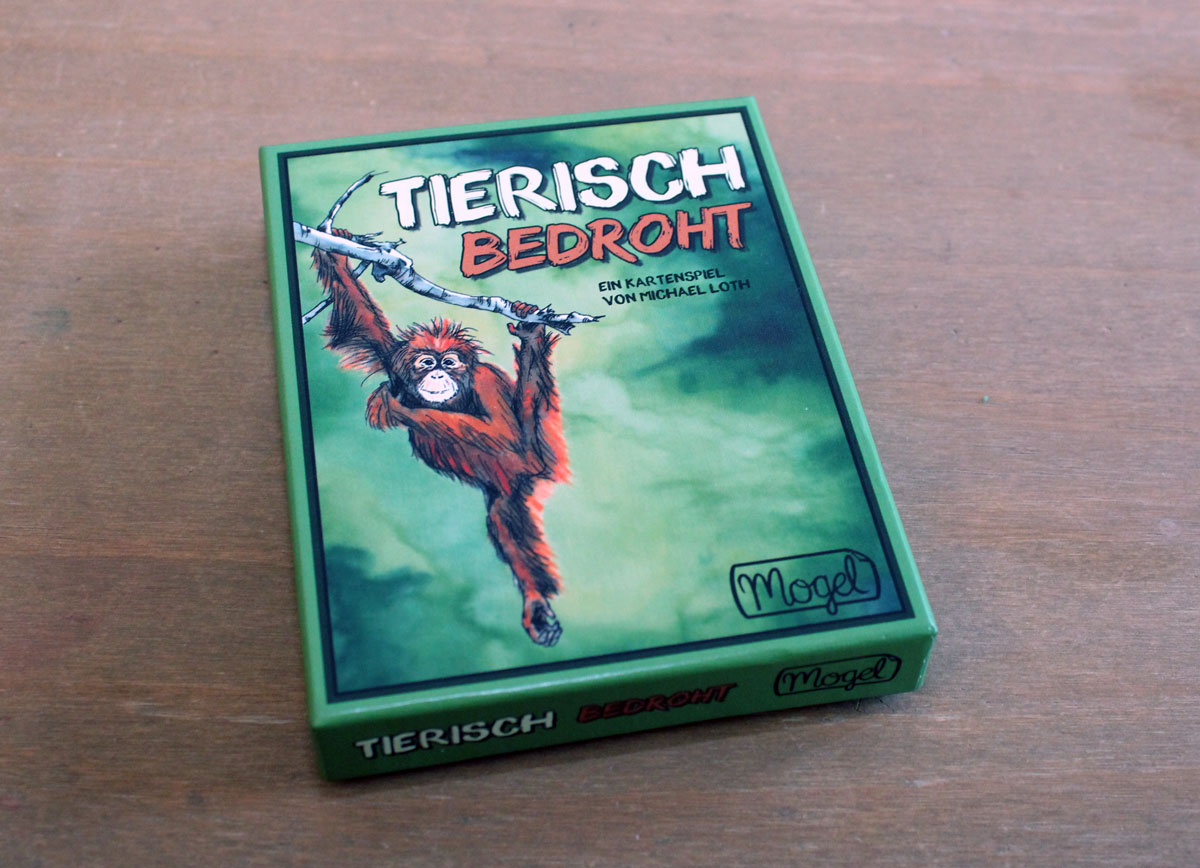 TIERISCH
BEDROHT
EIN KARTENSPIEL
VON MICHAEL LOTH
Mogel
TIERISCH BEDROHT Mogel